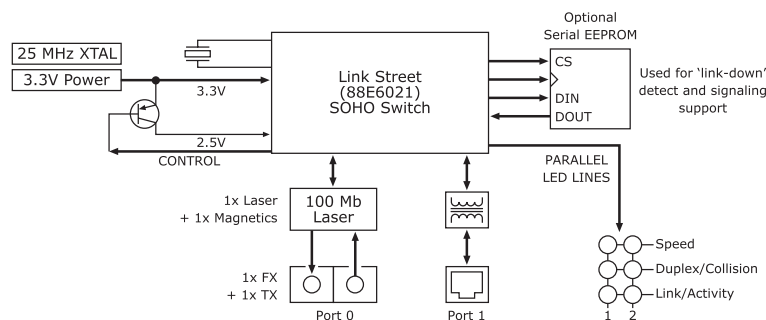 Optional
Serial EEPROM
25 MHz XTAL
3.3V Power
3.3V
2.5V
CONTROL
Link Street
(88E6021)
SOHO Switch
CS
DIN
DOUT
Used for ‘link-down’
detect and signaling
support
PARALLEL
LED LINES
1x Laser
+ 1x Magnetics
100 Mb
Laser
1x FX
+ 1x TX
Port 0
Port 1
Speed
Duplex/Collision
Link/Activity
1 2